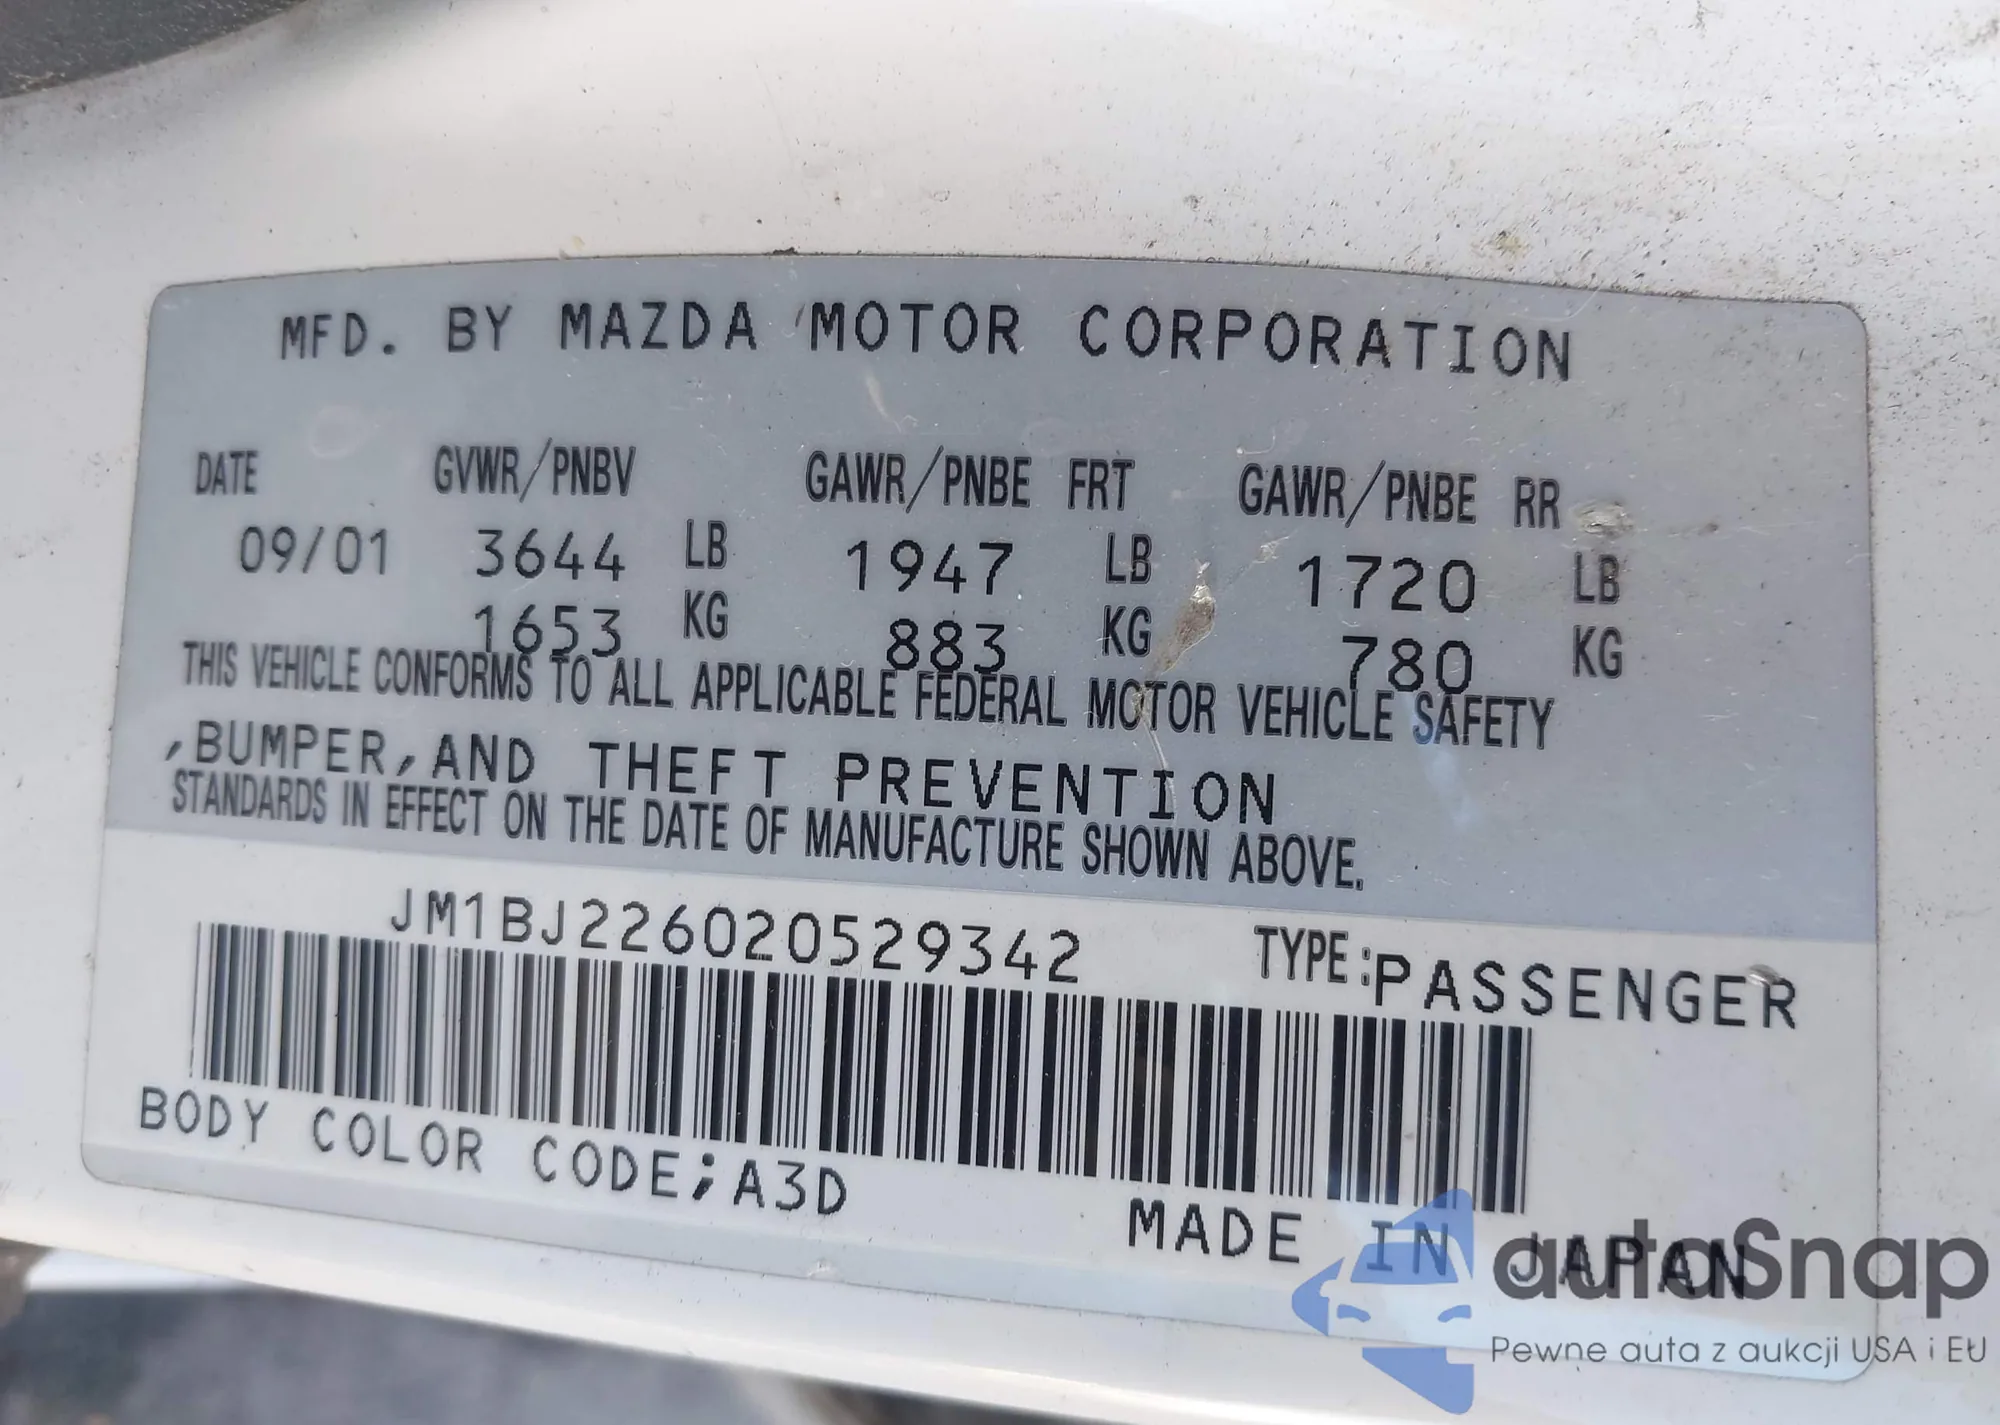 MFD. BY MAZDA MOTOR CORPORATION
DATE GVWR/PNBV GAWR/PNBE FRT GAWR/PNBE RR
09/01 3644 LB 1947 LB 1720 LB
1653 KG 883 KG 780 KG
THIS VEHICLE CONFORMS TO ALL APPLICABLE FEDERAL MOTOR VEHICLE SAFETY
,BUMPER,AND THEFT PREVENTION
STANDARDS IN EFFECT ON THE DATE OF MANUFACTURE SHOWN ABOVE.
JM1BJ226020529342 TYPE:PASSENGER
BODY COLOR CODE;A3D
MADE IN JAPAN
autaSnap
Pewne auta z aukcji USA i EU